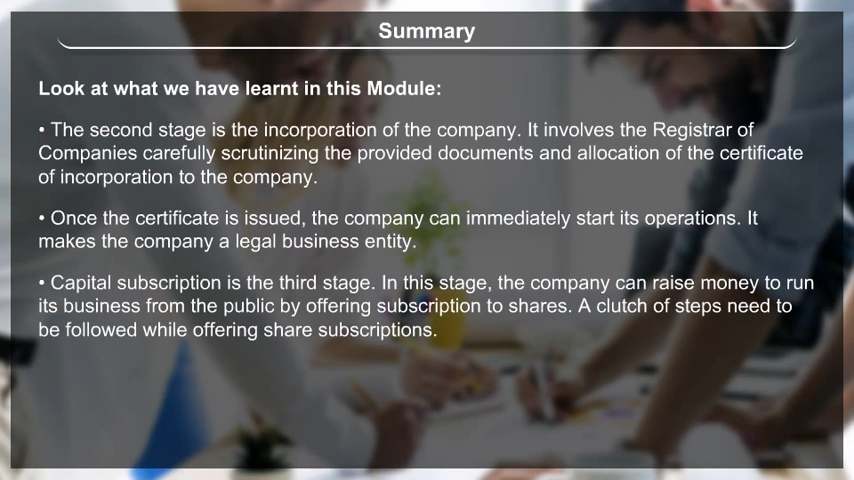 Summary
Look at what we have learnt in this Module:
• The second stage is the incorporation of the company. It involves the Registrar of
Companies carefully scrutinizing the provided documents and allocation of the certificate
of incorporation to the company.
• Once the certificate is issued, the company can immediately start its operations. It
makes the company a legal business entity.
• Capital subscription is the third stage. In this stage, the company can raise money to run
its business from the public by offering subscription to shares. A clutch of steps need to
be followed while offering share subscriptions.